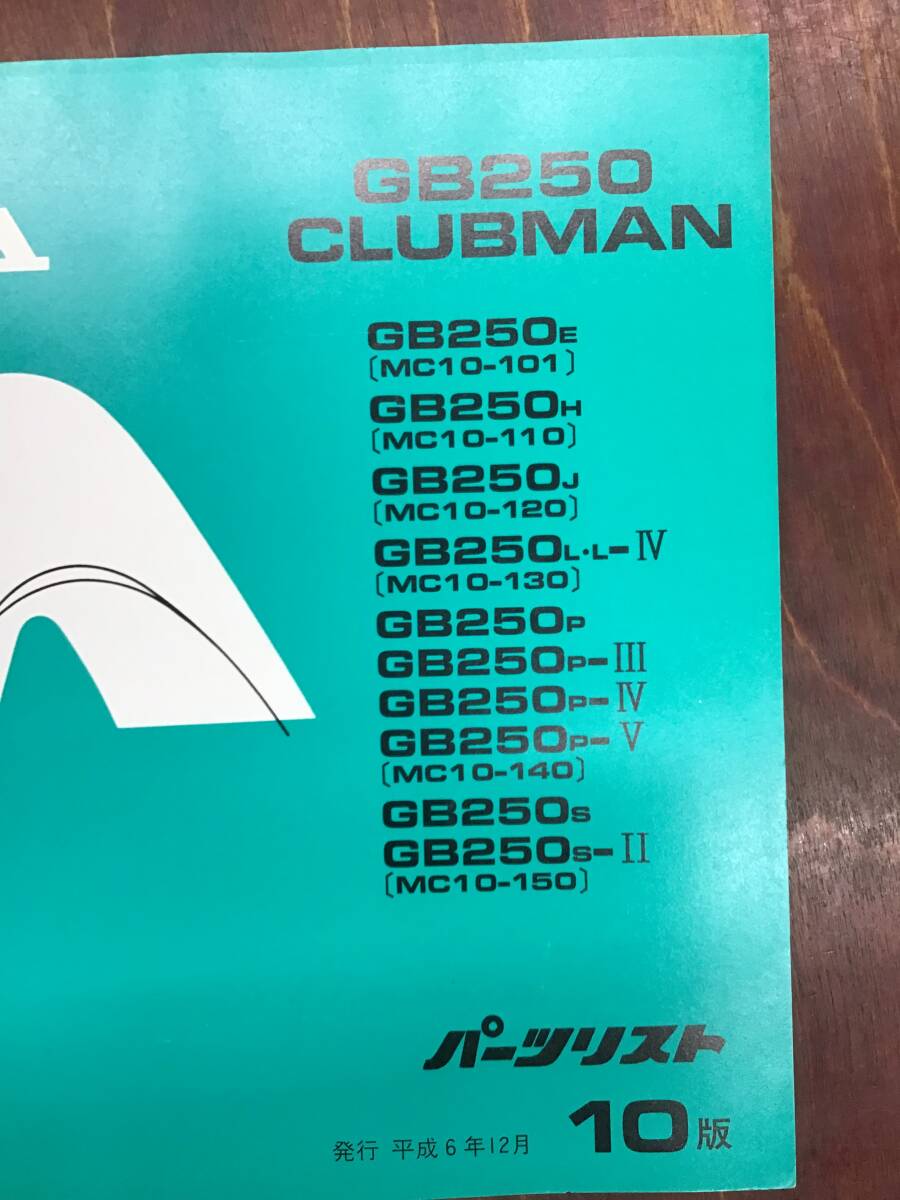 GB250
CLUBMAN
GB250E
〔MC10-101〕
GB250H
〔MC10-110〕
GB250J
〔MC10-120〕
GB250L・L-Ⅳ
〔MC10-130〕
GB250P
GB250P-Ⅲ
GB250P-Ⅳ
GB250P-Ⅴ
〔MC10-140〕
GB250S
GB250S-Ⅱ
〔MC10-150〕
パーツリスト
10版
発行 平成6年12月